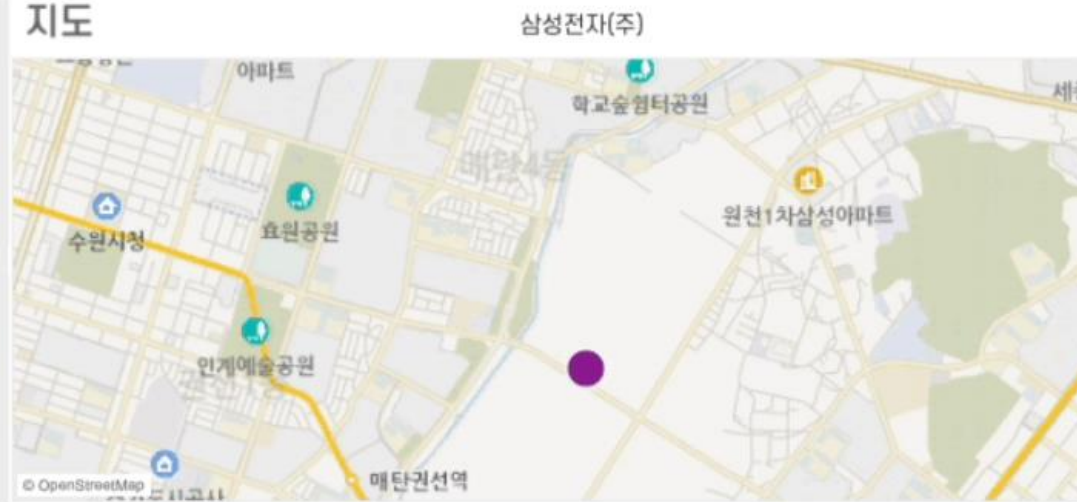 지도
삼성전자(주)
아파트
학교숲쉼터공원
매탄4동
원천1차삼성아파트
수원시청
효원공원
인계예술공원
매탄권선역
© OpenStreetMap